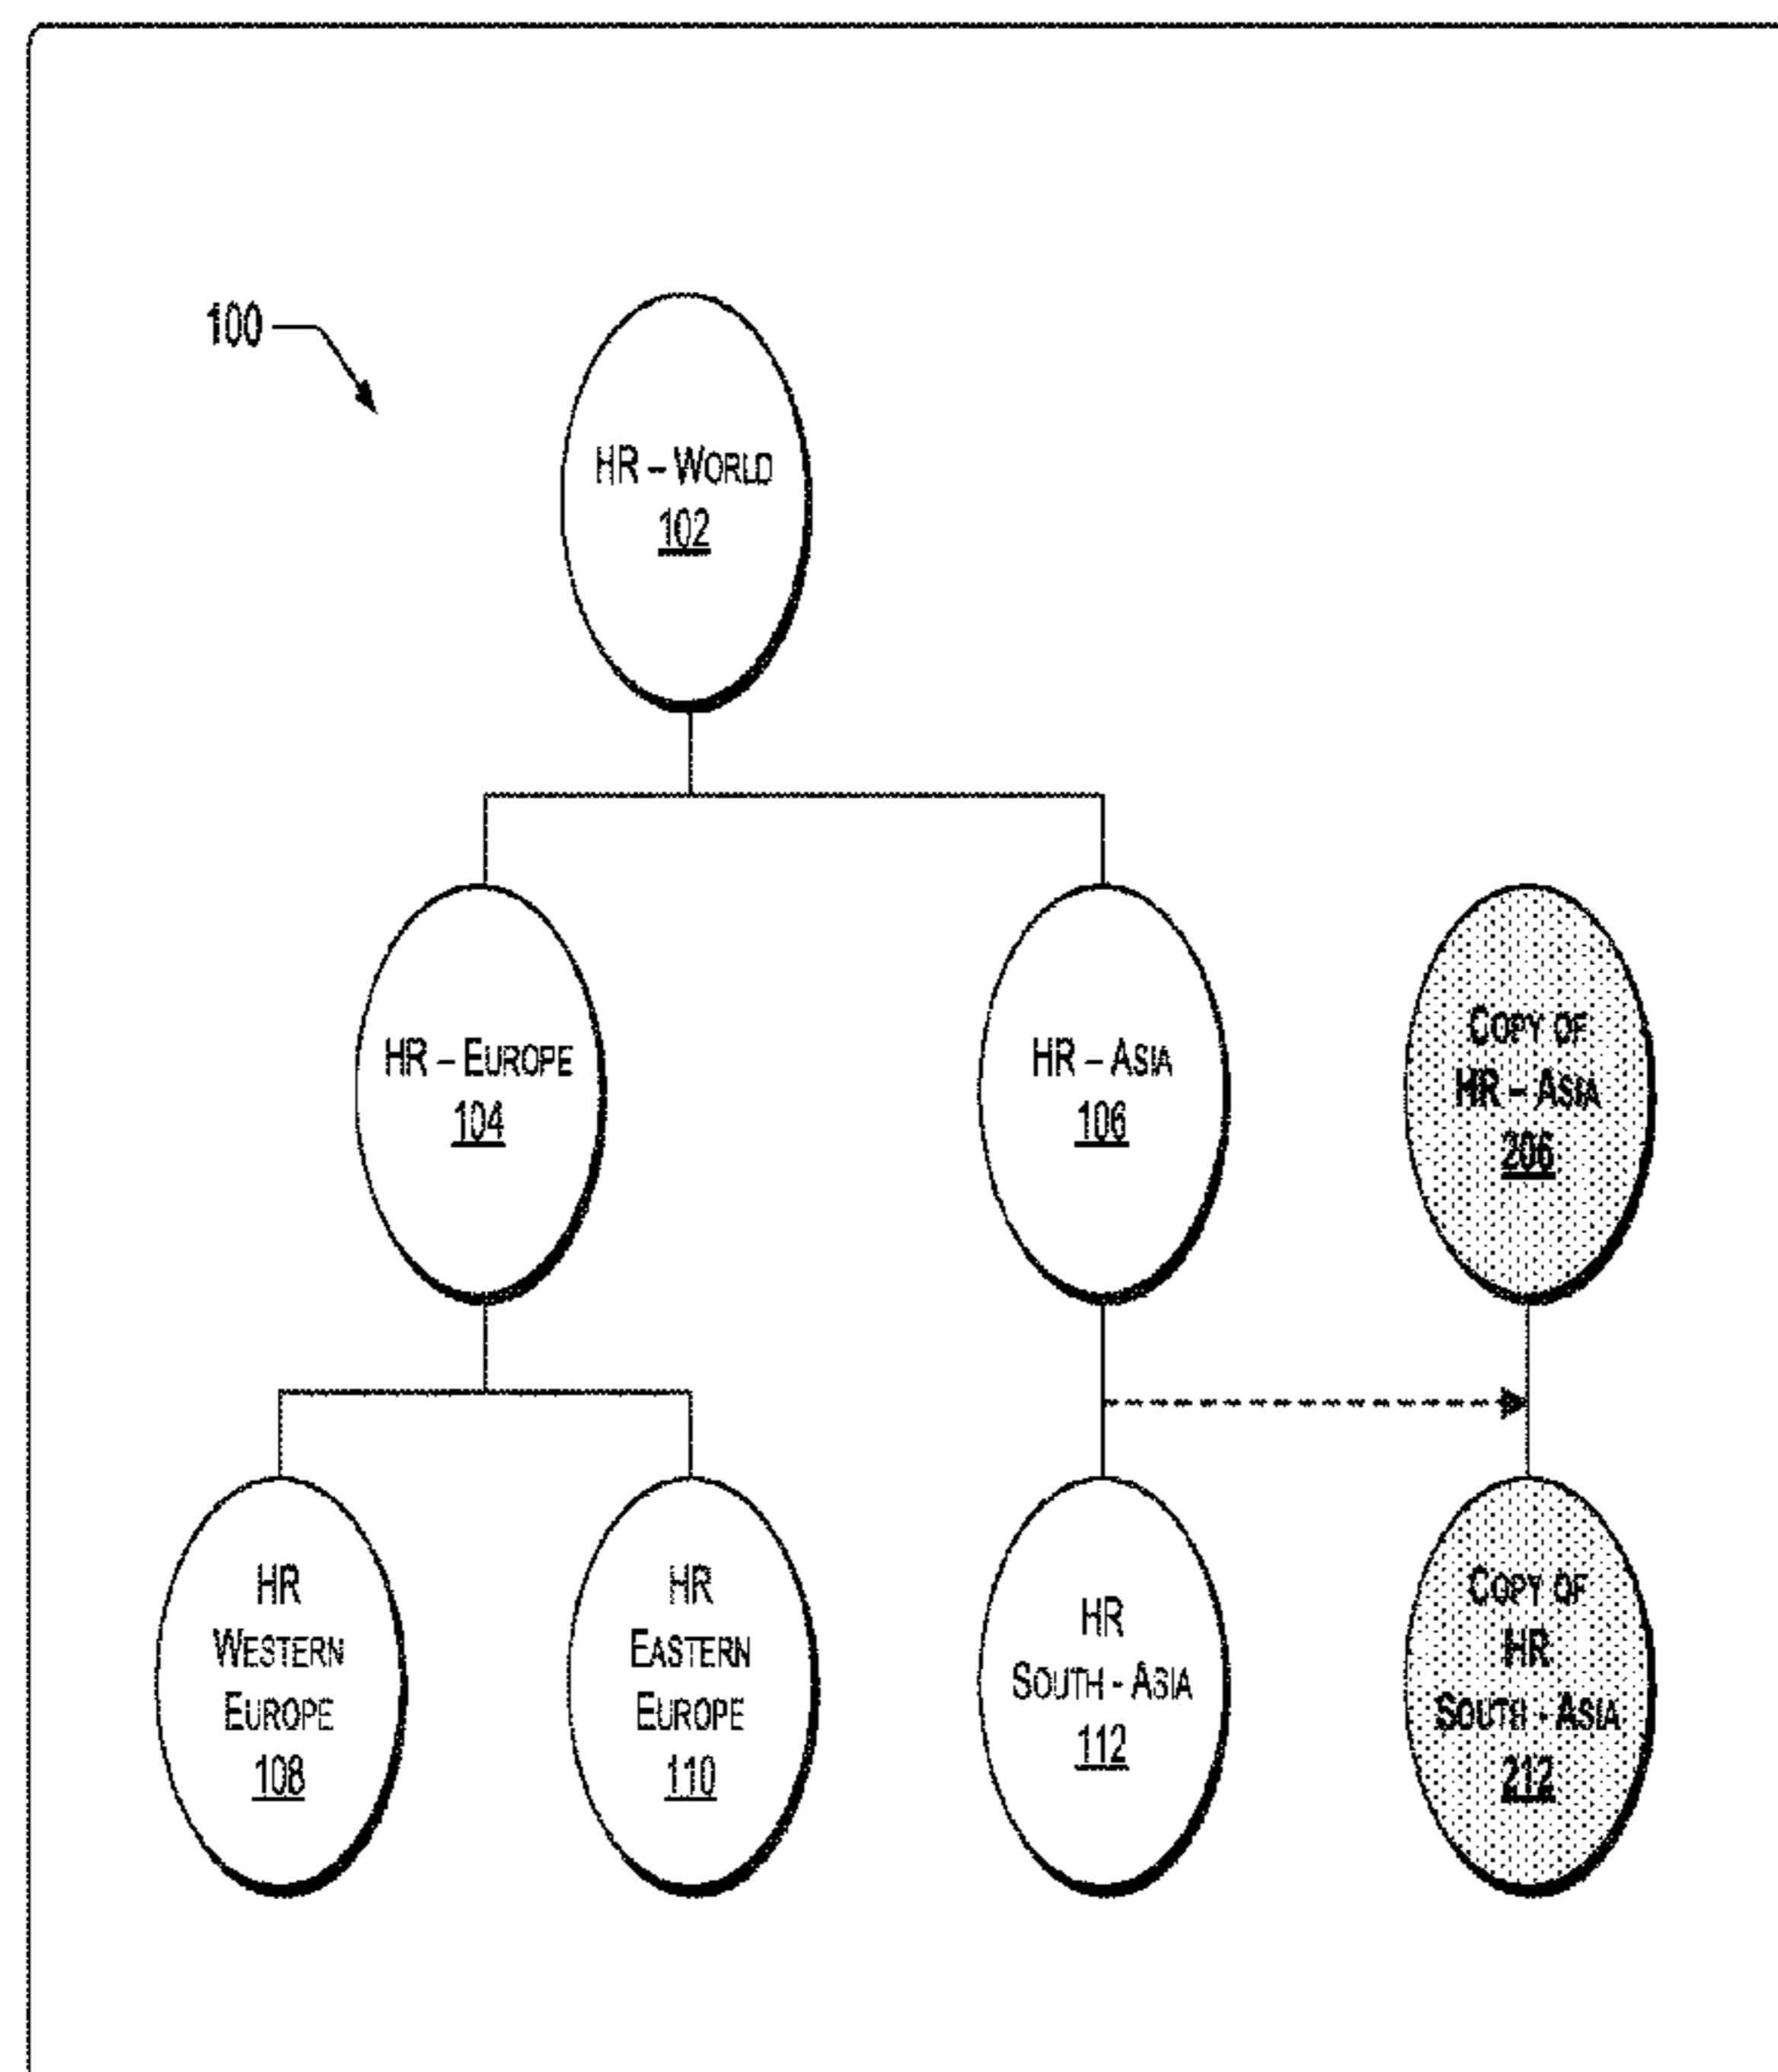 100
HR – WORLD
102
HR – EUROPE
104
HR – ASIA
106
COPY OF
HR – ASIA
206
HR
WESTERN
EUROPE
108
HR
EASTERN
EUROPE
110
HR
SOUTH - ASIA
112
COPY OF
HR
SOUTH - ASIA
212